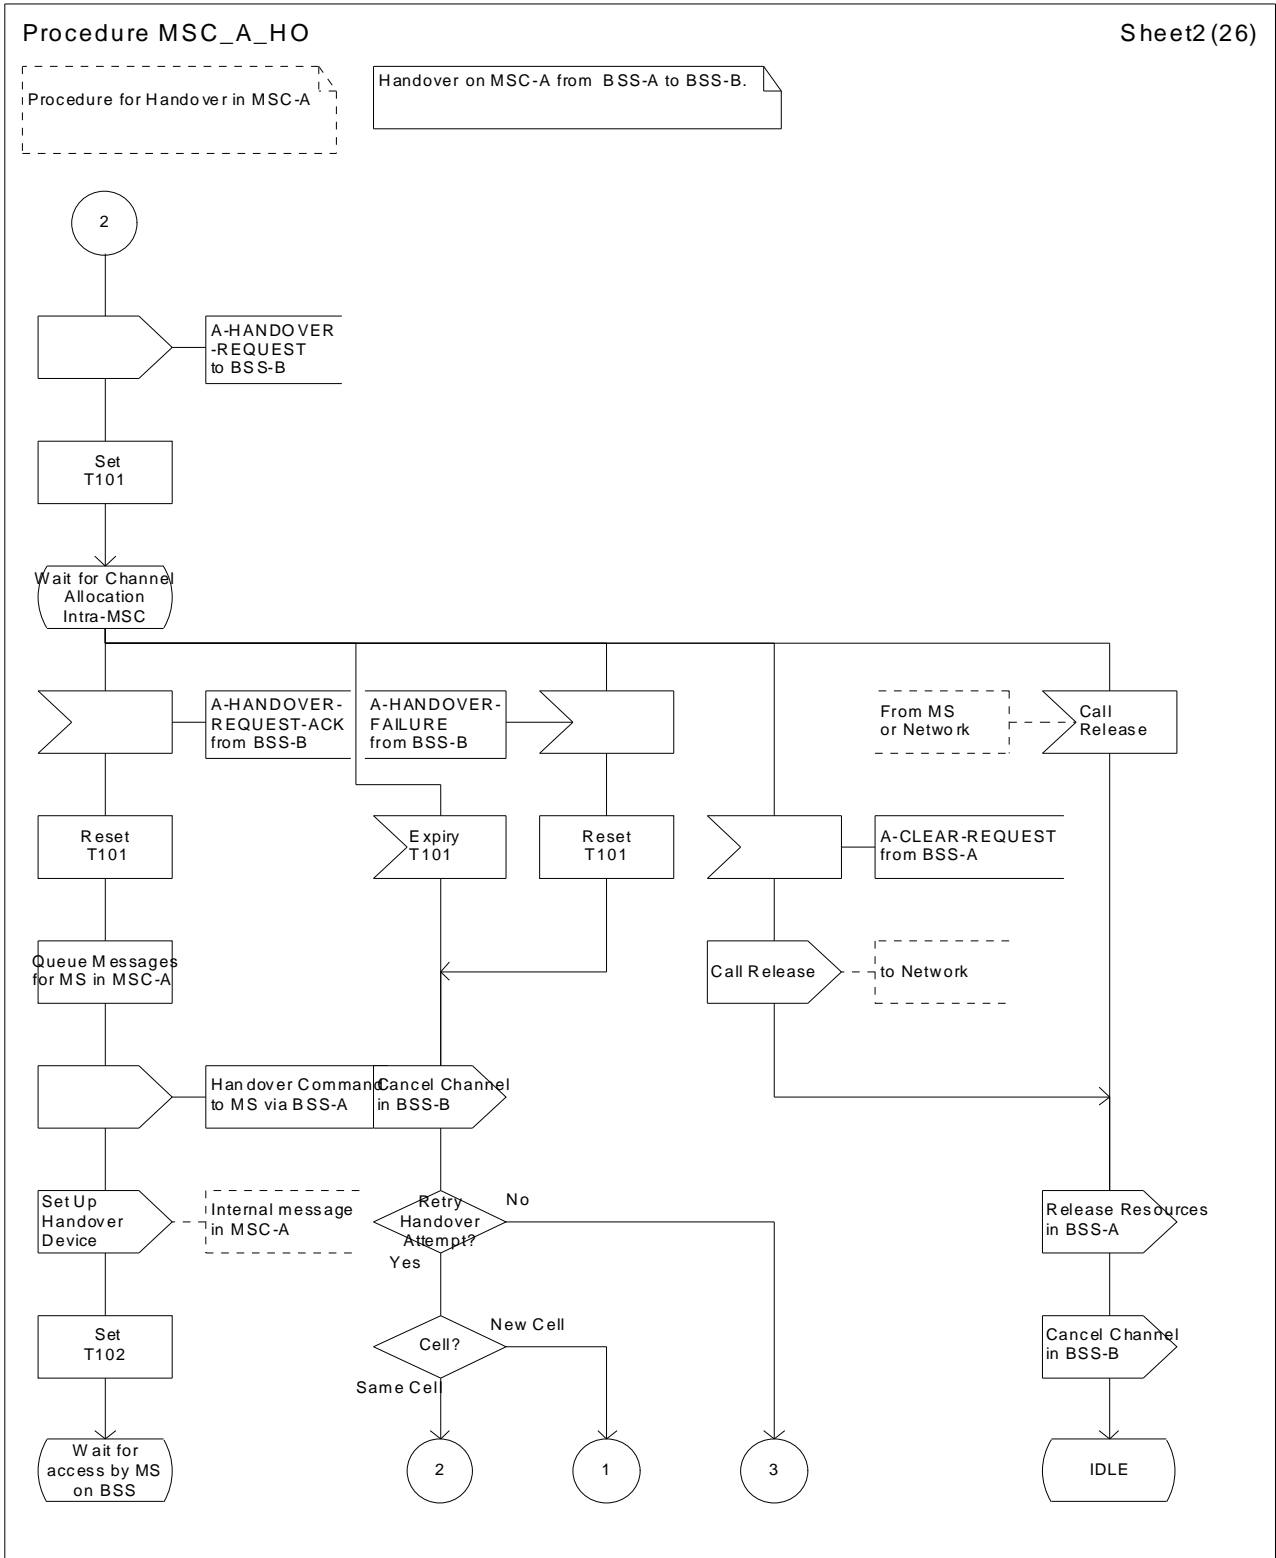 Procedure MSC_A_HO
Sheet2(26)
Procedure for Handover in MSC-A
Handover on MSC-A from BSS-A to BSS-B.
2
A-HANDOVER
-REQUEST
to BSS-B
Set
T101
Wait for Channel
Allocation
Intra-MSC
A-HANDOVER-
REQUEST-ACK
from BSS-B
A-HANDOVER-
FAILURE
from BSS-B
From MS
or Network
Call
Release
Reset
T101
Expiry
T101
Reset
T101
A-CLEAR-REQUEST
from BSS-A
Queue Messages
for MS in MSC-A
Call Release
to Network
Handover Command
to MS via BSS-A
Cancel Channel
in BSS-B
Set Up
Handover
Device
Internal message
in MSC-A
Retry
Handover
Attempt?
No
Yes
Release Resources
in BSS-A
Set
T102
Cell?
New Cell
Same Cell
Cancel Channel
in BSS-B
Wait for
access by MS
on BSS
2
1
3
IDLE